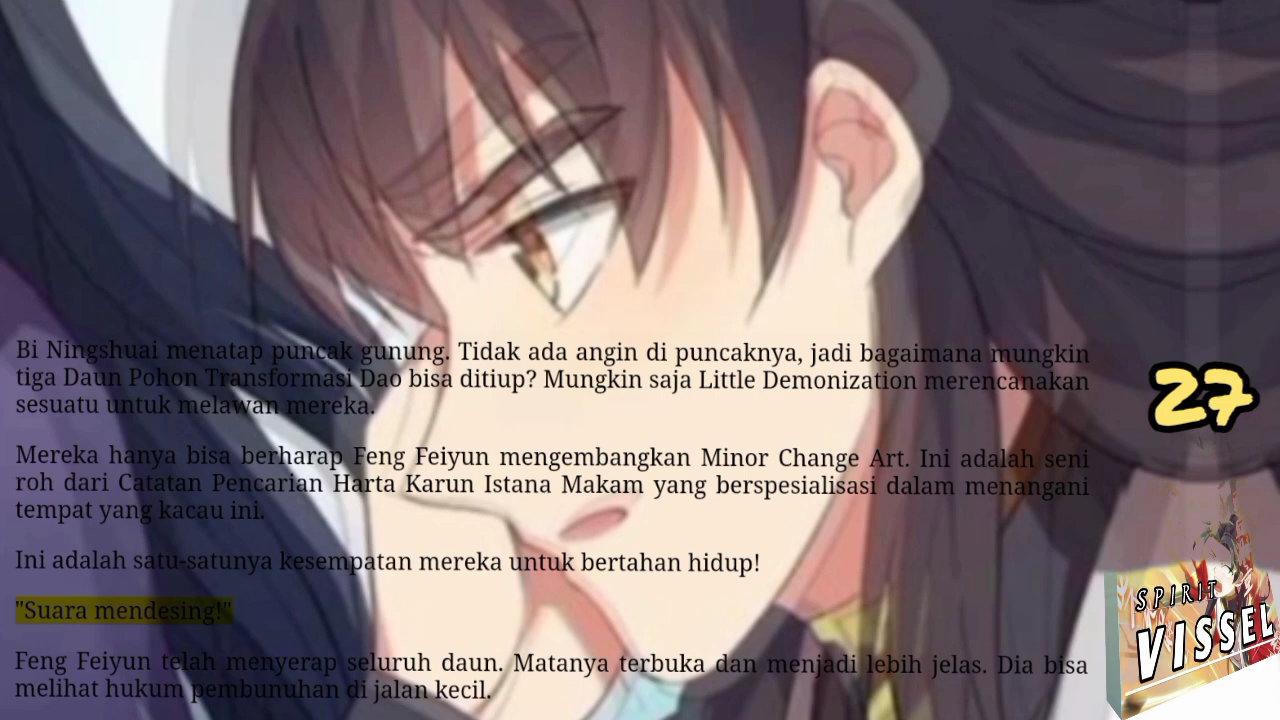 Bi Ningshuai menatap puncak gunung. Tidak ada angin di puncaknya, jadi bagaimana mungkin
tiga Daun Pohon Transformasi Dao bisa ditiup? Mungkin saja Little Demonization merencanakan
sesuatu untuk melawan mereka.
Mereka hanya bisa berharap Feng Feiyun mengembangkan Minor Change Art. Ini adalah seni
roh dari Catatan Pencarian Harta Karun Istana Makam yang berspesialisasi dalam menangani
tempat yang kacau ini.
Ini adalah satu-satunya kesempatan mereka untuk bertahan hidup!
"Suara mendesing!"
Feng Feiyun telah menyerap seluruh daun. Matanya terbuka dan menjadi lebih jelas. Dia bisa
melihat hukum pembunuhan di jalan kecil.
27
SPIRIT
VISSEL